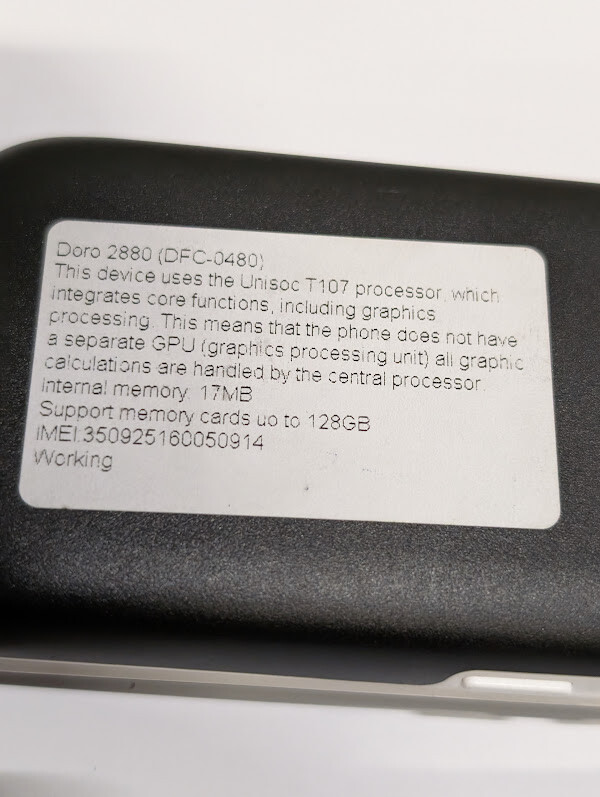 Doro 2880 (DFC-0480)
This device uses the Unisoc T107 processor, which
integrates core functions, including graphics
processing. This means that the phone does not have
a separate GPU (graphics processing unit) all graphic
calculations are handled by the central processor.
internal memory: 17MB
Support memory cards uo to 128GB
IMEI:350925160050914
Working